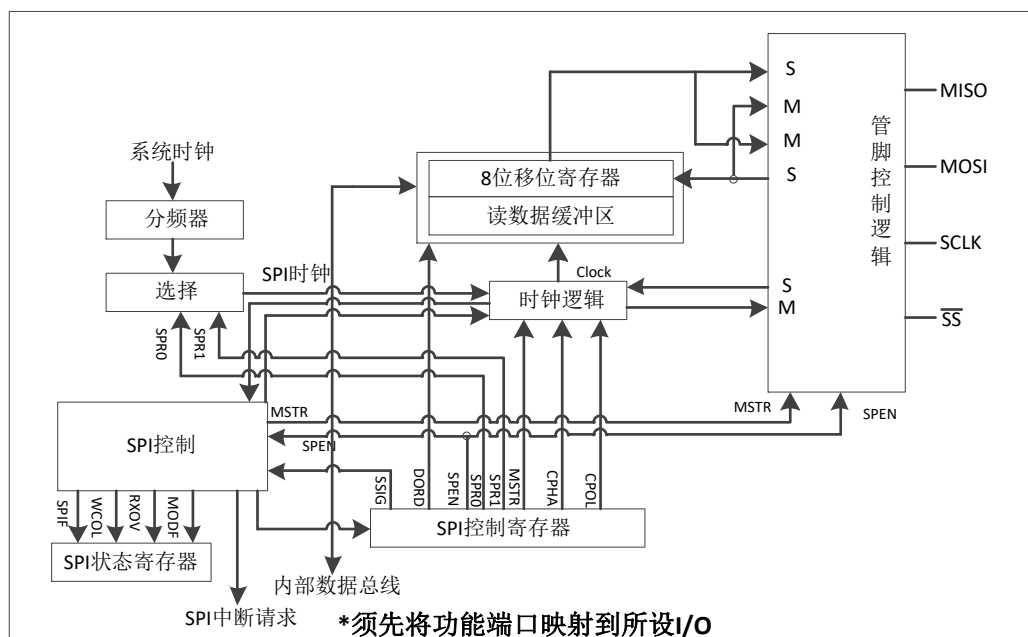 S
M
M
S
MISO
MOSI
SCLK
SS
管脚控制逻辑
系统时钟
分频器
选择
SPI时钟
8位移位寄存器
读数据缓冲区
Clock
时钟逻辑
S
M
SPR0
SPR1
MSTR
SPEN
SPI控制
MSTR
SPEN
SSIG
DORD
SPEN
SPR0
SPR1
MSTR
CPHA
CPOL
SPIF
WCOL
RXOV
MODF
SPI控制寄存器
SPI状态寄存器
内部数据总线
SPI中断请求
*须先将功能端口映射到所设I/O